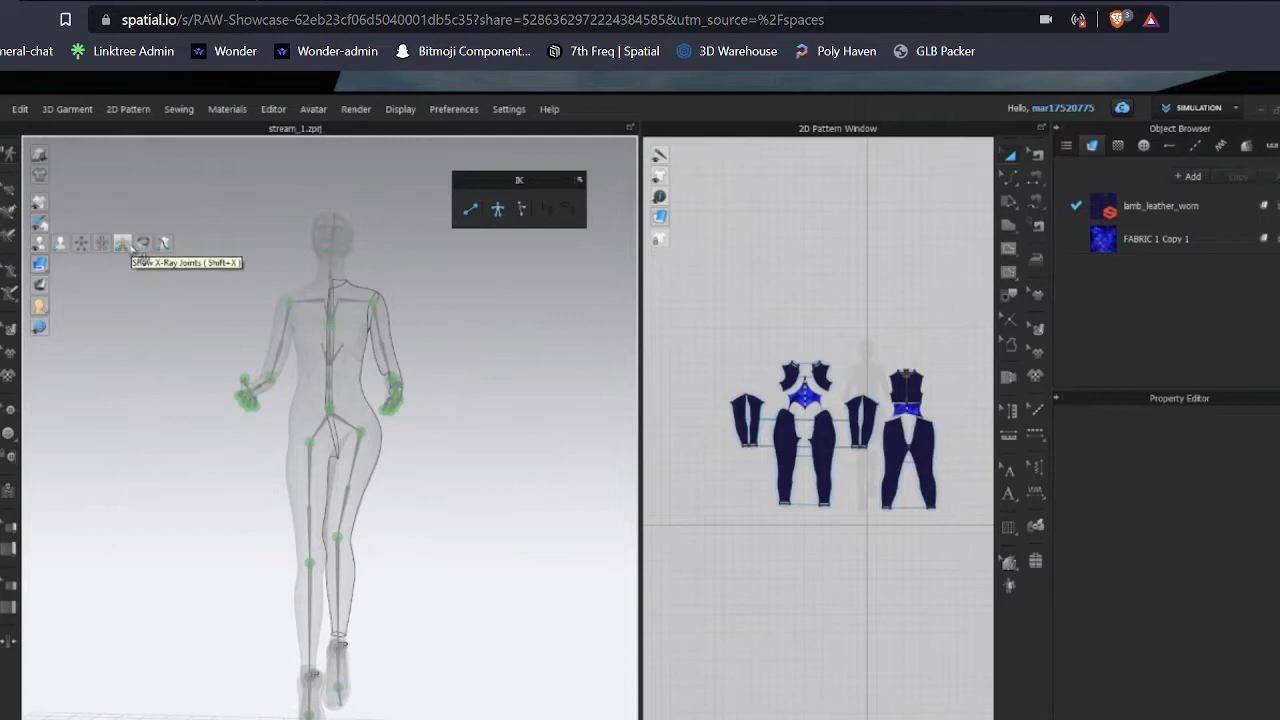 spatial.io/s/RAW-Showcase-62eb23cf06d5040001db5c35?share=5286362972224384585&utm_source=%2Fspaces
3
neral-chat Linktree Admin Wonder Wonder-admin Bitmoji Component... 7th Freq | Spatial 3D Warehouse Poly Haven GLB Packer
Edit 3D Garment 2D Pattern Sewing Materials Editor Avatar Render Display Preferences Settings Help Hello, mar17520775 SIMULATION
stream_1.zprj 2D Pattern Window Object Browser
+ Add Copy
IK
lamb_leather_wom
FABRIC 1 Copy 1
Show X-Ray Joints ( Shift+X )
Property Editor